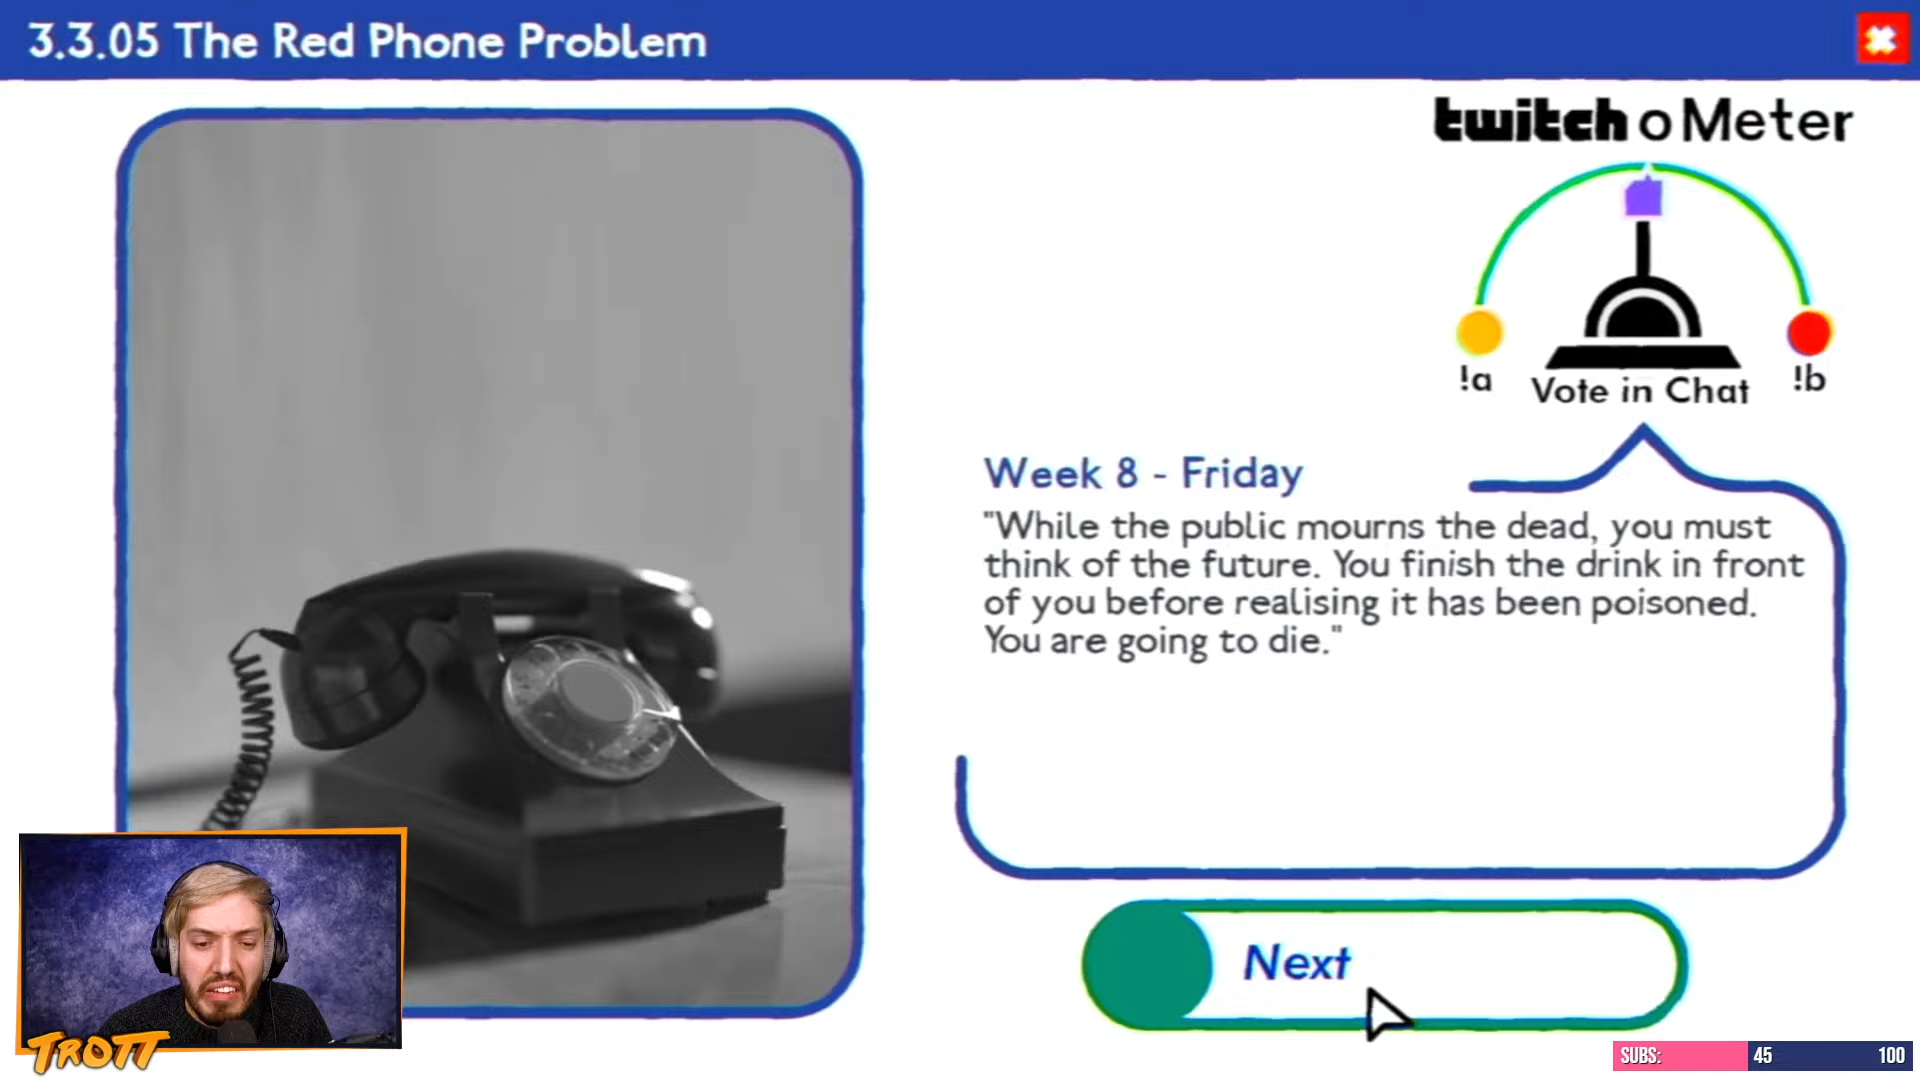 3.3.05 The Red Phone Problem
twitch o Meter
!a
Vote in Chat
!b
Week 8 - Friday
"While the public mourns the dead, you must
think of the future. You finish the drink in front
of you before realising it has been poisoned.
You are going to die."
Next
TROTT
SUBS: 45 100